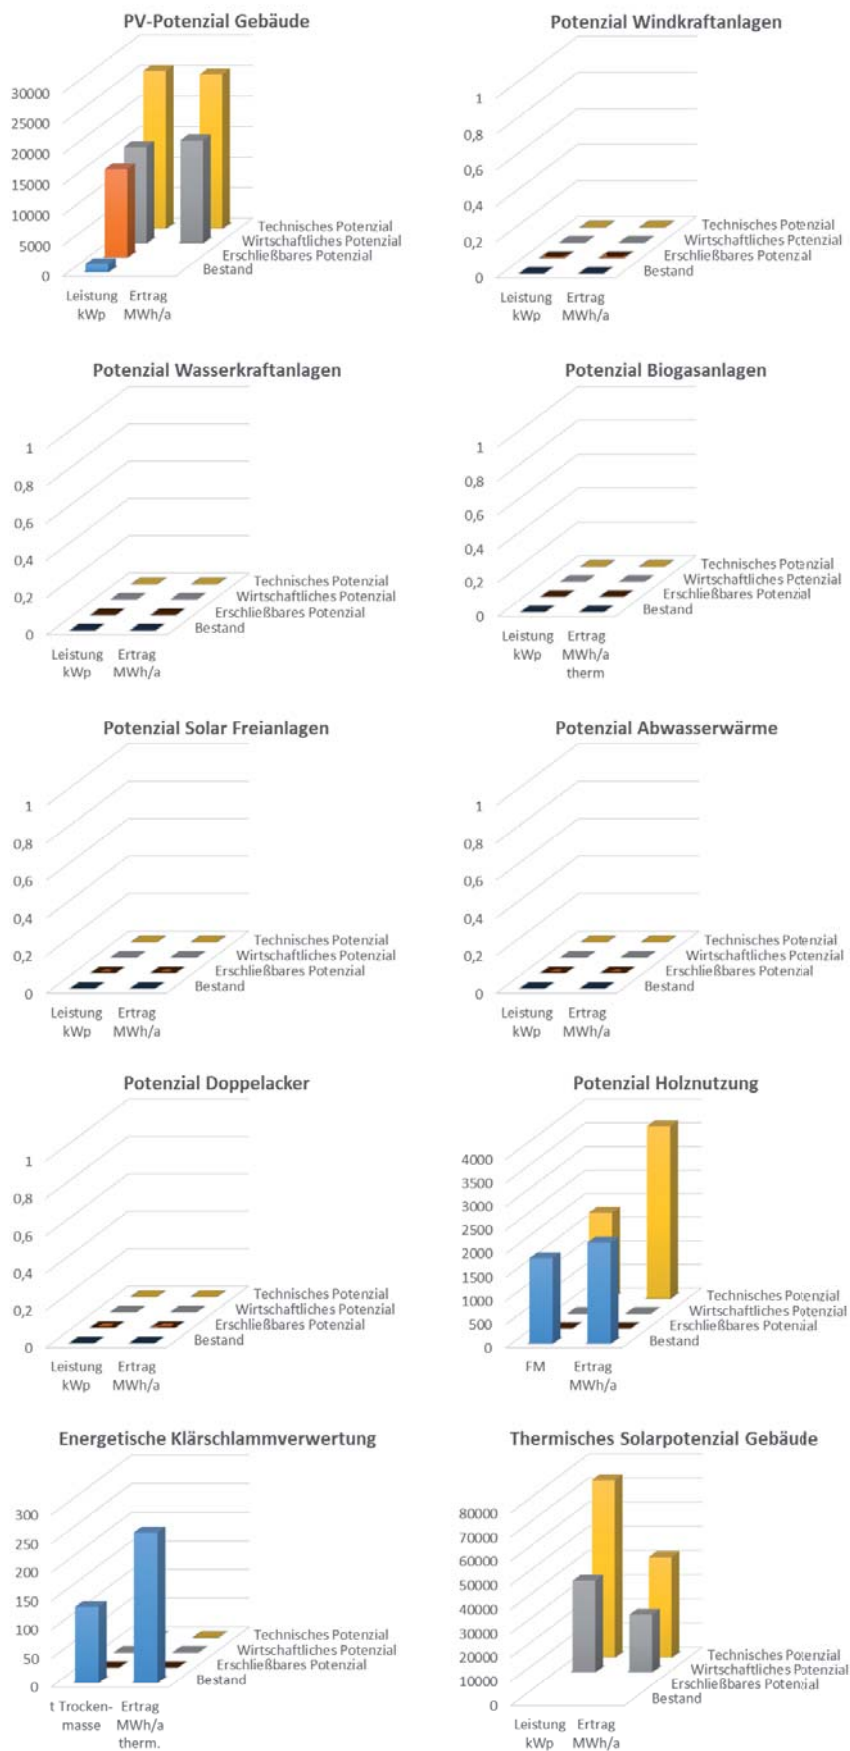 PV-Potenzial Gebäude
30000
25000
20000
15000
10000
5000
0
Technisches Potenzial
Wirtschaftliches Potenzial
Erschließbares Potenzial
Bestand
Leistung Ertrag
kWp MWh/a
Potenzial Windkraftanlagen
1
0,8
0,6
0,4
0,2
0
Technisches Potenzial
Wirtschaftliches Potenzial
Erschließbares Potenzial
Bestand
Leistung Ertrag
kWp MWh/a
Potenzial Wasserkraftanlagen
1
0,8
0,6
0,4
0,2
0
Technisches Potenzial
Wirtschaftliches Potenzial
Erschließbares Potenzial
Bestand
Leistung Ertrag
kWp MWh/a
Potenzial Biogasanlagen
1
0,8
0,6
0,4
0,2
0
Technisches Potenzial
Wirtschaftliches Potenzial
Erschließbares Potenzial
Bestand
Leistung Ertrag
kWp MWh/a
therm
Potenzial Solar Freianlagen
1
0,8
0,6
0,4
0,2
0
Technisches Potenzial
Wirtschaftliches Potenzial
Erschließbares Potenzial
Bestand
Leistung Ertrag
kWp MWh/a
Potenzial Abwasserwärme
1
0,8
0,6
0,4
0,2
0
Technisches Potenzial
Wirtschaftliches Potenzial
Erschließbares Potenzial
Bestand
Leistung Ertrag
kWp MWh/a
Potenzial Doppelacker
1
0,8
0,6
0,4
0,2
0
Technisches Potenzial
Wirtschaftliches Potenzial
Erschließbares Potenzial
Bestand
Leistung Ertrag
kWp MWh/a
Potenzial Holznutzung
4000
3500
3000
2500
2000
1500
1000
500
0
Technisches Potenzial
Wirtschaftliches Potenzial
Erschließbares Potenzial
Bestand
FM Ertrag
MWh/a
Energetische Klärschlammverwertung
300
250
200
150
100
50
0
Technisches Potenzial
Wirtschaftliches Potenzial
Erschließbares Potenzial
Bestand
t Trocken- Ertrag
masse MWh/a
therm.
Thermisches Solarpotenzial Gebäude
80000
70000
60000
50000
40000
30000
20000
10000
0
Technisches Potenzial
Wirtschaftliches Potenzial
Erschließbares Potenzial
Bestand
Leistung Ertrag
kWp MWh/a